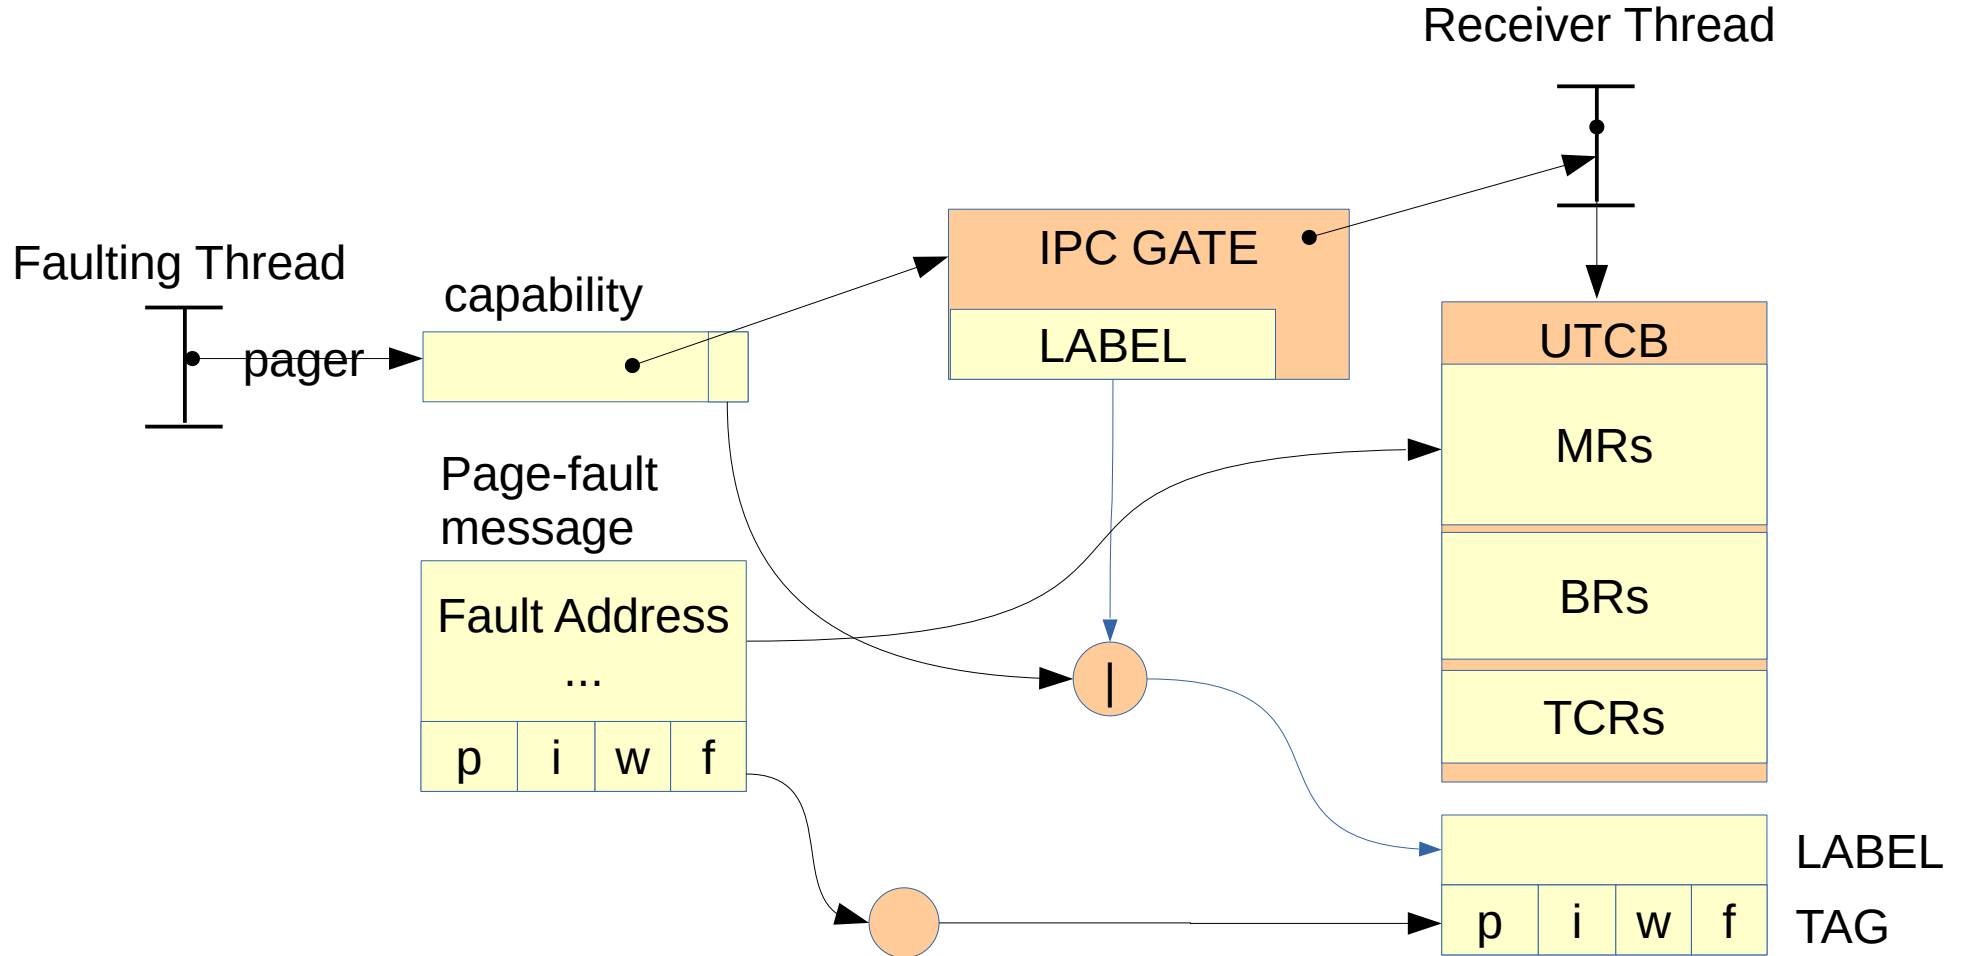 Receiver Thread
Faulting Thread
pager
capability
IPC GATE
LABEL
UTCB
MRs
BRs
TCRs
Page-fault
message
Fault Address
...
p i w f
|
LABEL
p i w f
TAG